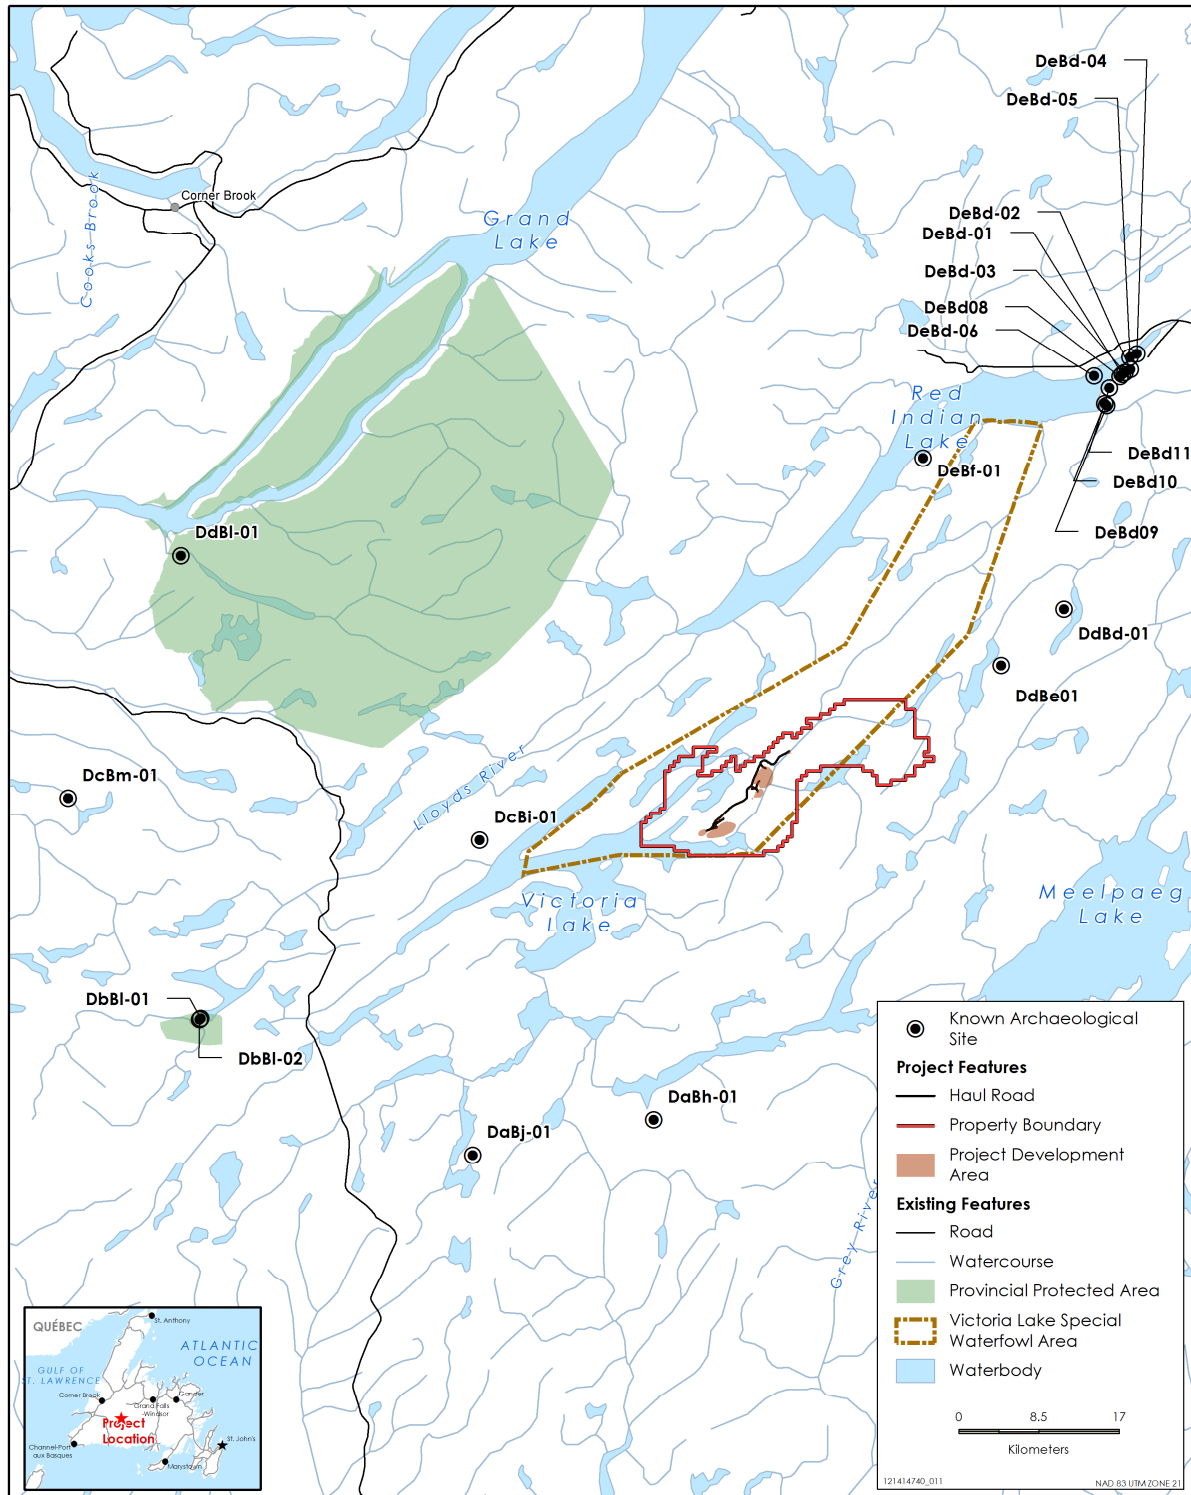 DeBd-04
DeBd-05
DeBd-02
DeBd-01
DeBd-03
DeBd08
DeBd-06
Corner Brook
Cooks Brook
Grand
Lake
Red
Indian
Lake
DeBf-01
DeBd11
DeBd10
DeBd09
DdBl-01
DdBd-01
DdBe01
DcBm-01
Lloyds River
DcBi-01
Victoria
Lake
Meelpaeg
Lake
DbBl-01
DbBl-02
DaBh-01
DaBj-01
Grey River
Known Archaeological
Site
Project Features
Haul Road
Property Boundary
Project Development
Area
Existing Features
Road
Watercourse
Provincial Protected Area
Victoria Lake Special
Waterfowl Area
Waterbody
0 8.5 17
Kilometers
121414740_011
NAD 83 UTM ZONE 21
QUÉBEC
St. Anthony
ATLANTIC
OCEAN
GULF OF
ST. LAWRENCE
Corner Brook
Gander
Grand Falls
-Windsor
Project
Location
St. John's
Channel-Port
aux Basques
Marystown